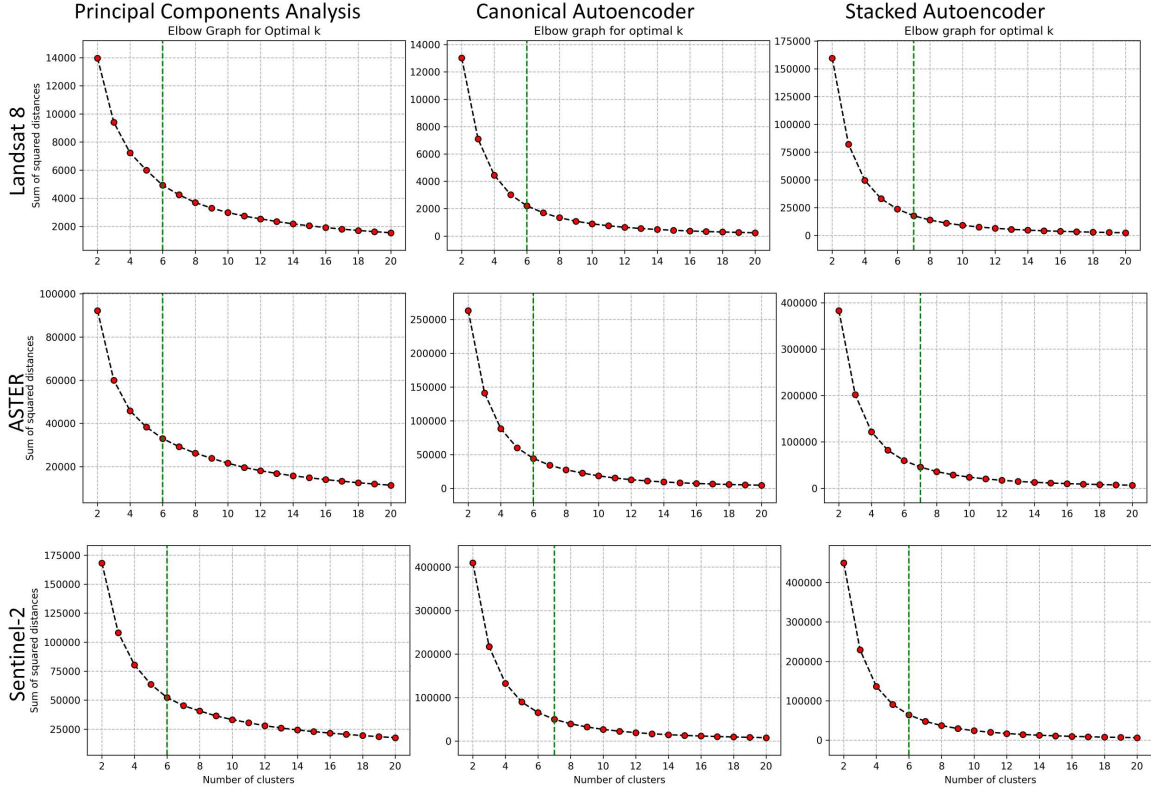 Principal Components Analysis
Canonical Autoencoder
Stacked Autoencoder
Elbow Graph for Optimal k
Elbow graph for optimal k
Elbow graph for optimal k
Landsat 8
Sum of squared distances
14000
12000
10000
8000
6000
4000
2000
2 4 6 8 10 12 14 16 18 20
14000
12000
10000
8000
6000
4000
2000
0
2 4 6 8 10 12 14 16 18 20
175000
150000
125000
100000
75000
50000
25000
0
2 4 6 8 10 12 14 16 18 20
ASTER
Sum of squared distances
100000
80000
60000
40000
20000
2 4 6 8 10 12 14 16 18 20
250000
200000
150000
100000
50000
0
2 4 6 8 10 12 14 16 18 20
400000
300000
200000
100000
0
2 4 6 8 10 12 14 16 18 20
Sentinel-2
Sum of squared distances
175000
150000
125000
100000
75000
50000
25000
2 4 6 8 10 12 14 16 18 20
Number of clusters
400000
300000
200000
100000
0
2 4 6 8 10 12 14 16 18 20
Number of clusters
400000
300000
200000
100000
0
2 4 6 8 10 12 14 16 18 20
Number of clusters